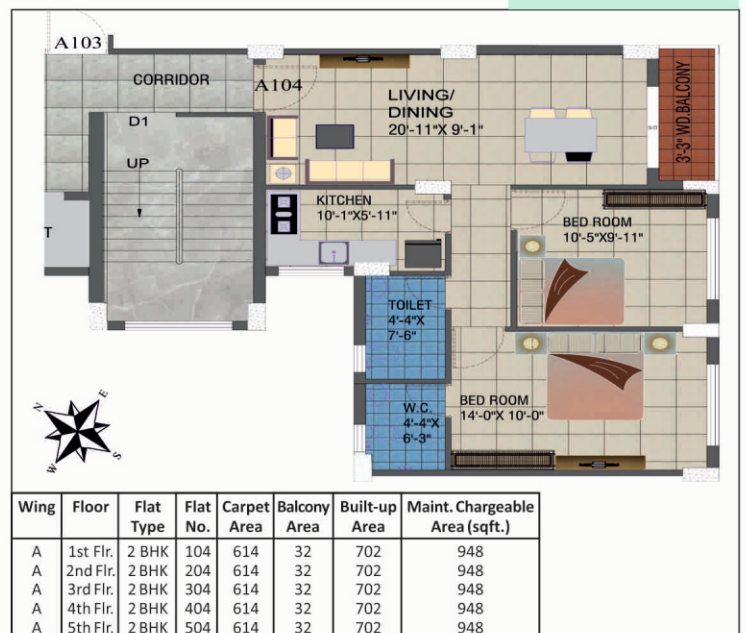 A103
CORRIDOR
A104
D1
UP
T
LIVING/
DINING
20'-11"X 9'-1"
3'-3" WD.BALCONY
KITCHEN
10'-1"X5'-11"
BED ROOM
10'-5"X9'-11"
TOILET
4'-4"X
7'-6"
W.C.
4'-4"X
6'-3"
BED ROOM
14'-0"X 10'-0"
N
E
W
S
Wing Floor Flat Type Flat No. Carpet Area Balcony Area Built-up Area Maint. Chargeable Area (sqft.)
A 1st Flr. 2 BHK 104 614 32 702 948
A 2nd Flr. 2 BHK 204 614 32 702 948
A 3rd Flr. 2 BHK 304 614 32 702 948
A 4th Flr. 2 BHK 404 614 32 702 948
A 5th Flr. 2 BHK 504 614 32 702 948